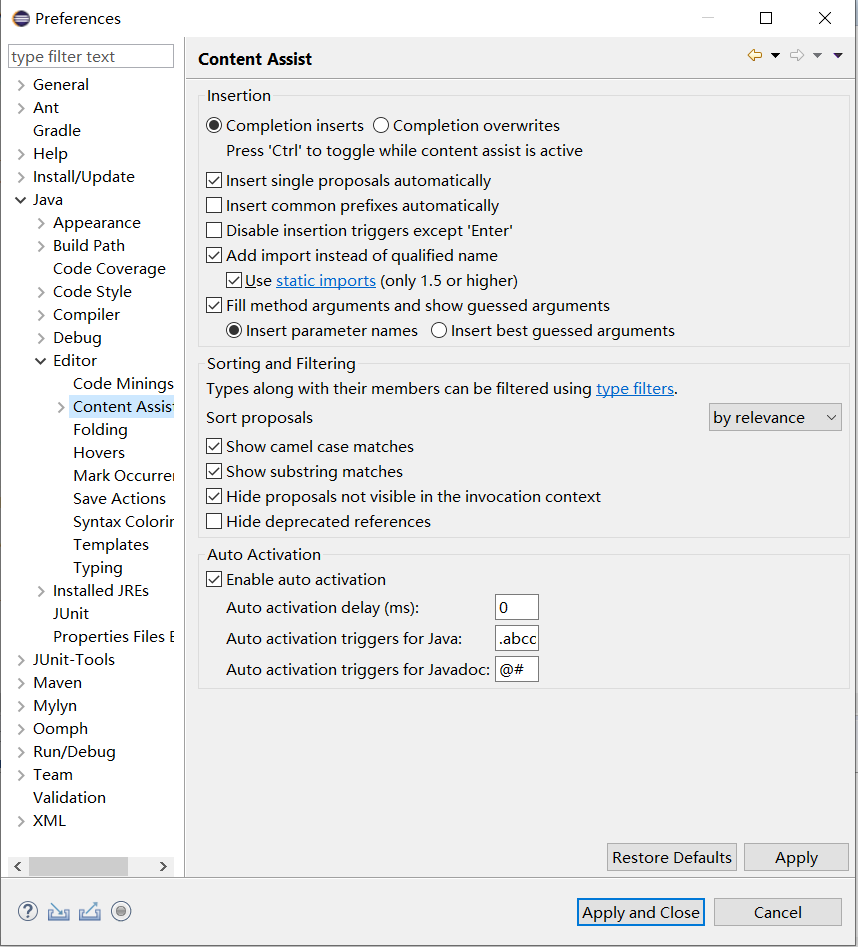 Preferences
type filter text
General
Ant
Gradle
Help
Install/Update
Java
Appearance
Build Path
Code Coverage
Code Style
Compiler
Debug
Editor
Code Minings
Content Assis
Folding
Hovers
Mark Occurre
Save Actions
Syntax Colorin
Templates
Typing
Installed JREs
JUnit
Properties Files E
JUnit-Tools
Maven
Mylyn
Oomph
Run/Debug
Team
Validation
XML
Content Assist
Insertion
Completion inserts Completion overwrites
Press 'Ctrl' to toggle while content assist is active
Insert single proposals automatically
Insert common prefixes automatically
Disable insertion triggers except 'Enter'
Add import instead of qualified name
Use static imports (only 1.5 or higher)
Fill method arguments and show guessed arguments
Insert parameter names Insert best guessed arguments
Sorting and Filtering
Types along with their members can be filtered using type filters.
Sort proposals by relevance
Show camel case matches
Show substring matches
Hide proposals not visible in the invocation context
Hide deprecated references
Auto Activation
Enable auto activation
Auto activation delay (ms): 0
Auto activation triggers for Java: .abcc
Auto activation triggers for Javadoc: @#
Restore Defaults Apply
? Apply and Close Cancel